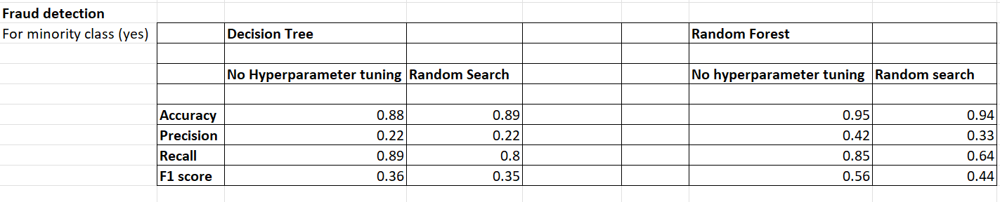 Fraud detection
For minority class (yes) Decision Tree Random Forest
No Hyperparameter tuning Random Search No hyperparameter tuning Random search
Accuracy 0.88 0.89 0.95 0.94
Precision 0.22 0.22 0.42 0.33
Recall 0.89 0.8 0.85 0.64
F1 score 0.36 0.35 0.56 0.44